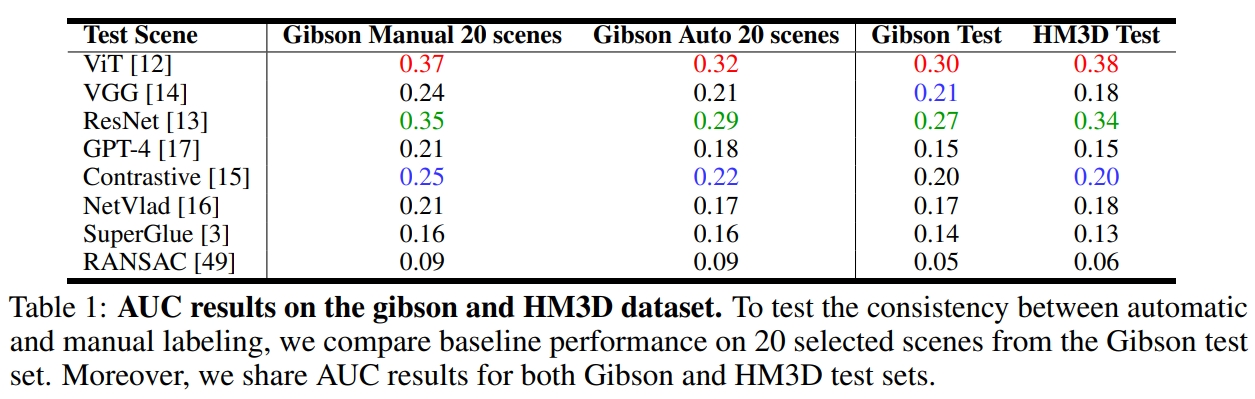 Test Scene Gibson Manual 20 scenes Gibson Auto 20 scenes Gibson Test HM3D Test
ViT [12] 0.37 0.32 0.30 0.38
VGG [14] 0.24 0.21 0.21 0.18
ResNet [13] 0.35 0.29 0.27 0.34
GPT-4 [17] 0.21 0.18 0.15 0.15
Contrastive [15] 0.25 0.22 0.20 0.20
NetVlad [16] 0.21 0.17 0.17 0.18
SuperGlue [3] 0.16 0.16 0.14 0.13
RANSAC [49] 0.09 0.09 0.05 0.06
Table 1: AUC results on the gibson and HM3D dataset. To test the consistency between automatic
and manual labeling, we compare baseline performance on 20 selected scenes from the Gibson test
set. Moreover, we share AUC results for both Gibson and HM3D test sets.